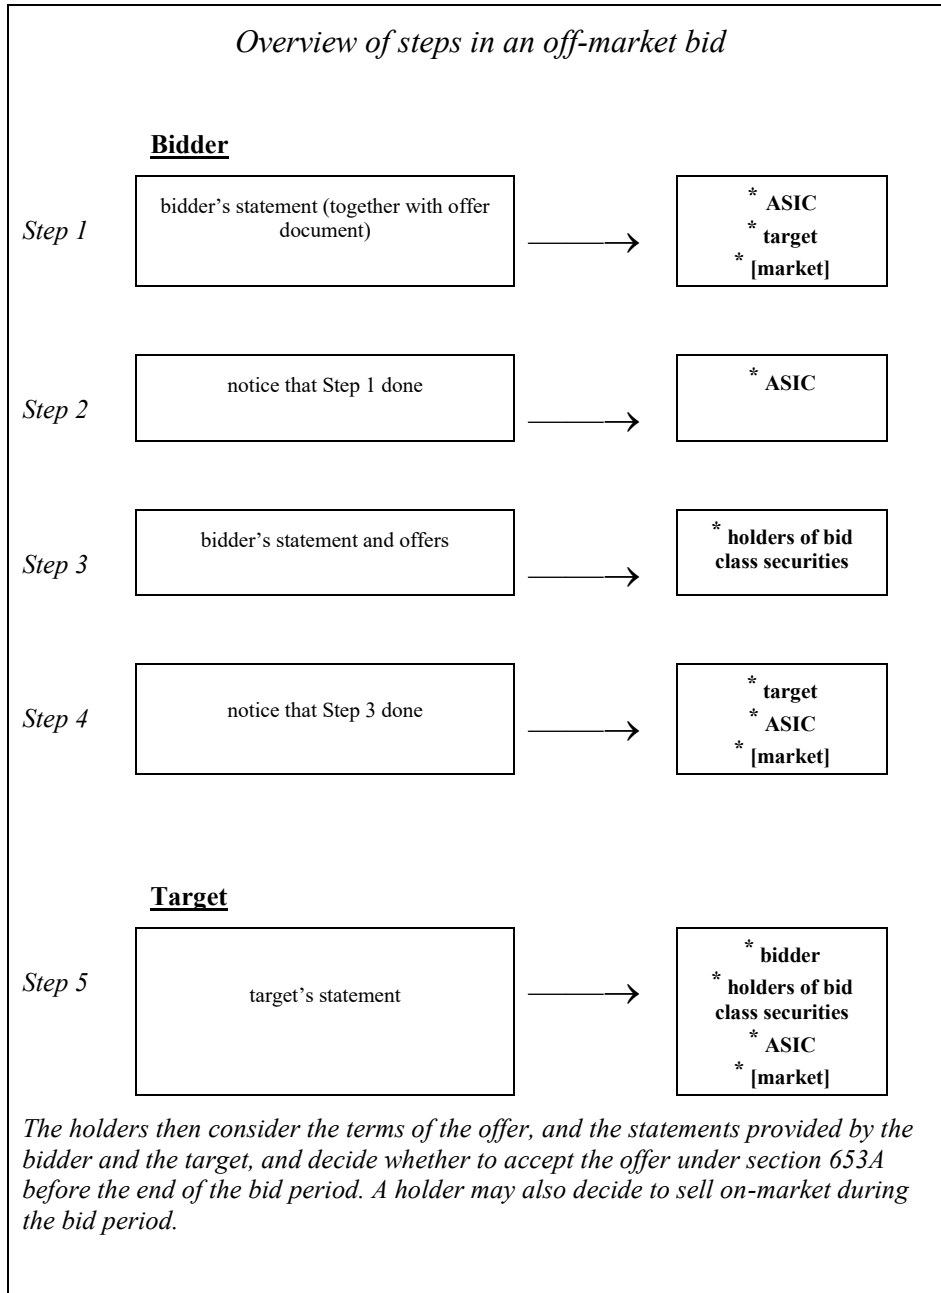 Overview of steps in an off-market bid
Bidder
Step 1
bidder's statement (together with offer
document)
* ASIC
* target
* [market]
Step 2
notice that Step 1 done
* ASIC
Step 3
bidder's statement and offers
* holders of bid
class securities
Step 4
notice that Step 3 done
* target
* ASIC
* [market]
Target
Step 5
target's statement
* bidder
* holders of bid
class securities
* ASIC
* [market]
The holders then consider the terms of the offer, and the statements provided by the
bidder and the target, and decide whether to accept the offer under section 653A
before the end of the bid period. A holder may also decide to sell on-market during
the bid period.